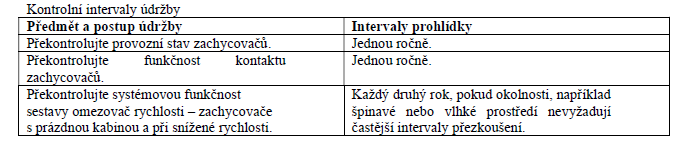 Kontrolní intervaly údržby
Předmět a postup údržby
Intervaly prohlídky
Překontrolujte provozní stav zachycovačů.
Jednou ročně.
Překontrolujte funkčnost kontaktu
zachycovačů.
Jednou ročně.
Překontrolujte systémovou funkčnost
sestavy omezovač rychlosti – zachycovače
s prázdnou kabinou a při snížené rychlosti.
Každý druhý rok, pokud okolnosti, například
špinavé nebo vlhké prostředí nevyžadují
častější intervaly přezkoušení.